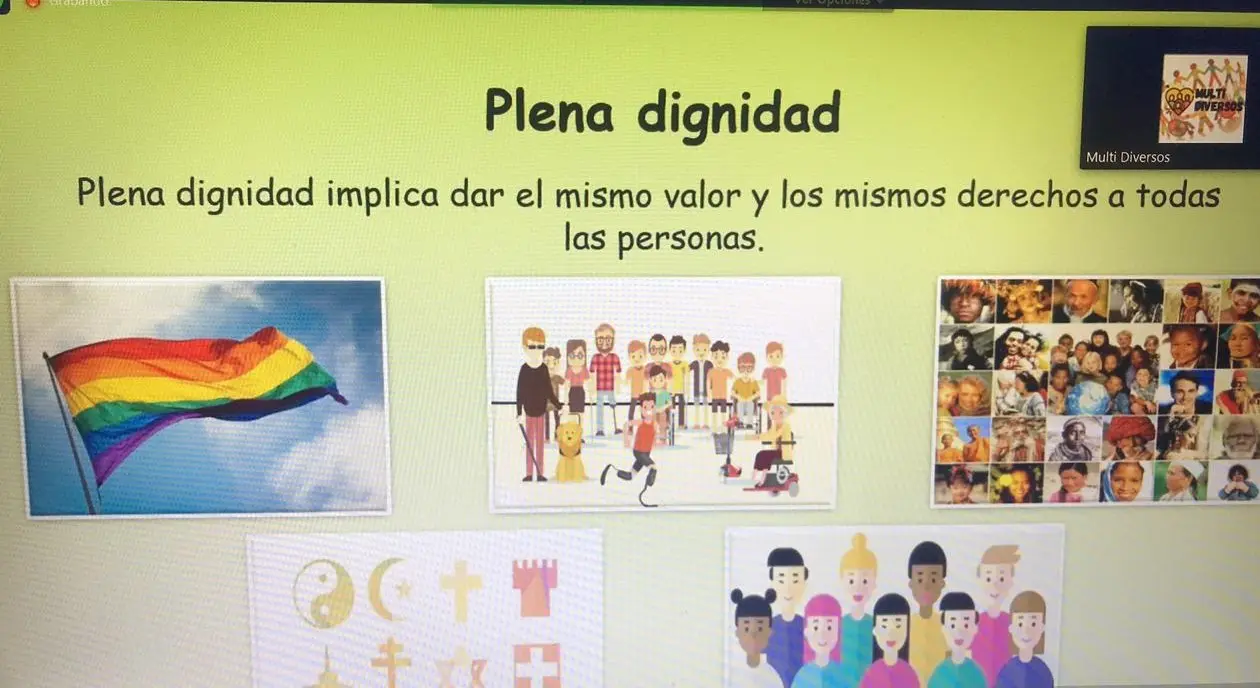 Grabando.
Ver Opciones
Plena dignidad
MULTI
DIVERSOS
Multi Diversos
Plena dignidad implica dar el mismo valor y los mismos derechos a todas
las personas.